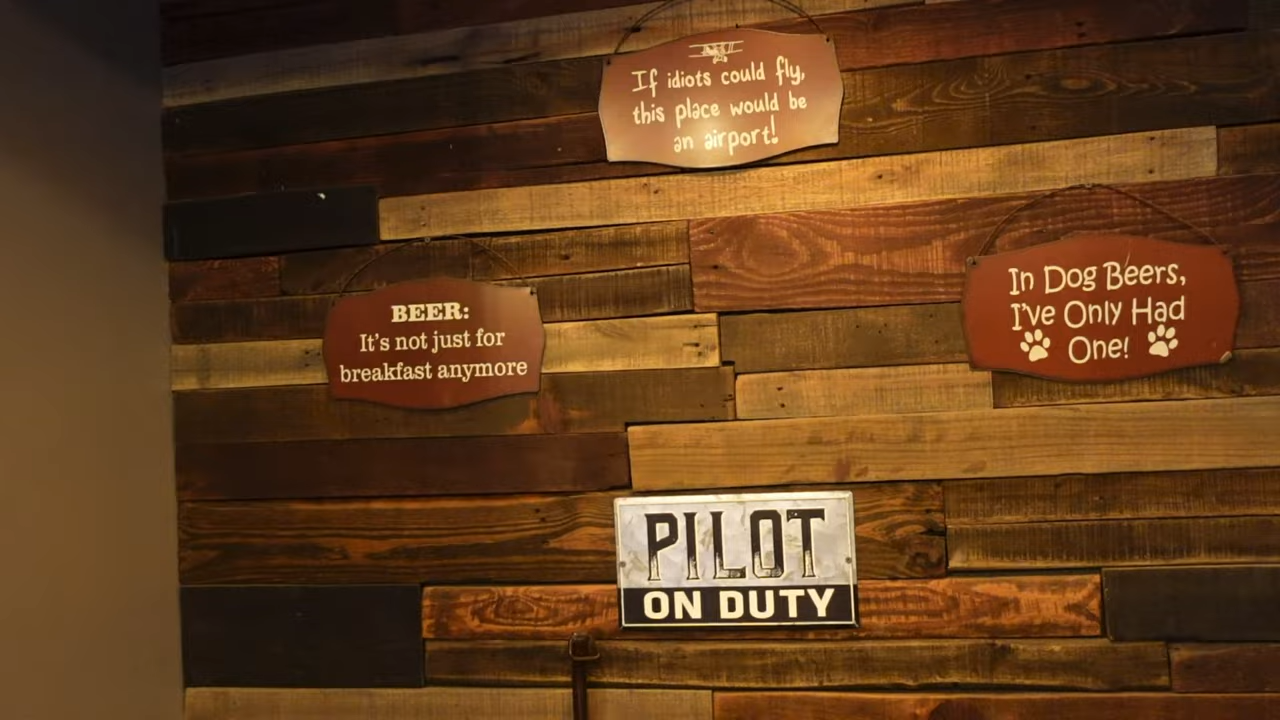 If idiots could fly,
this place would be
an airport!
BEER:
It's not just for
breakfast anymore
In Dog Beers,
I've Only Had
One!
PILOT
ON DUTY